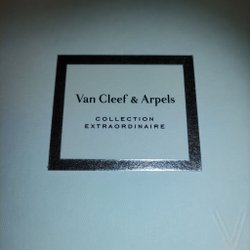 Van Cleef & Arpels
COLLECTION
EXTRAORDINAIRE